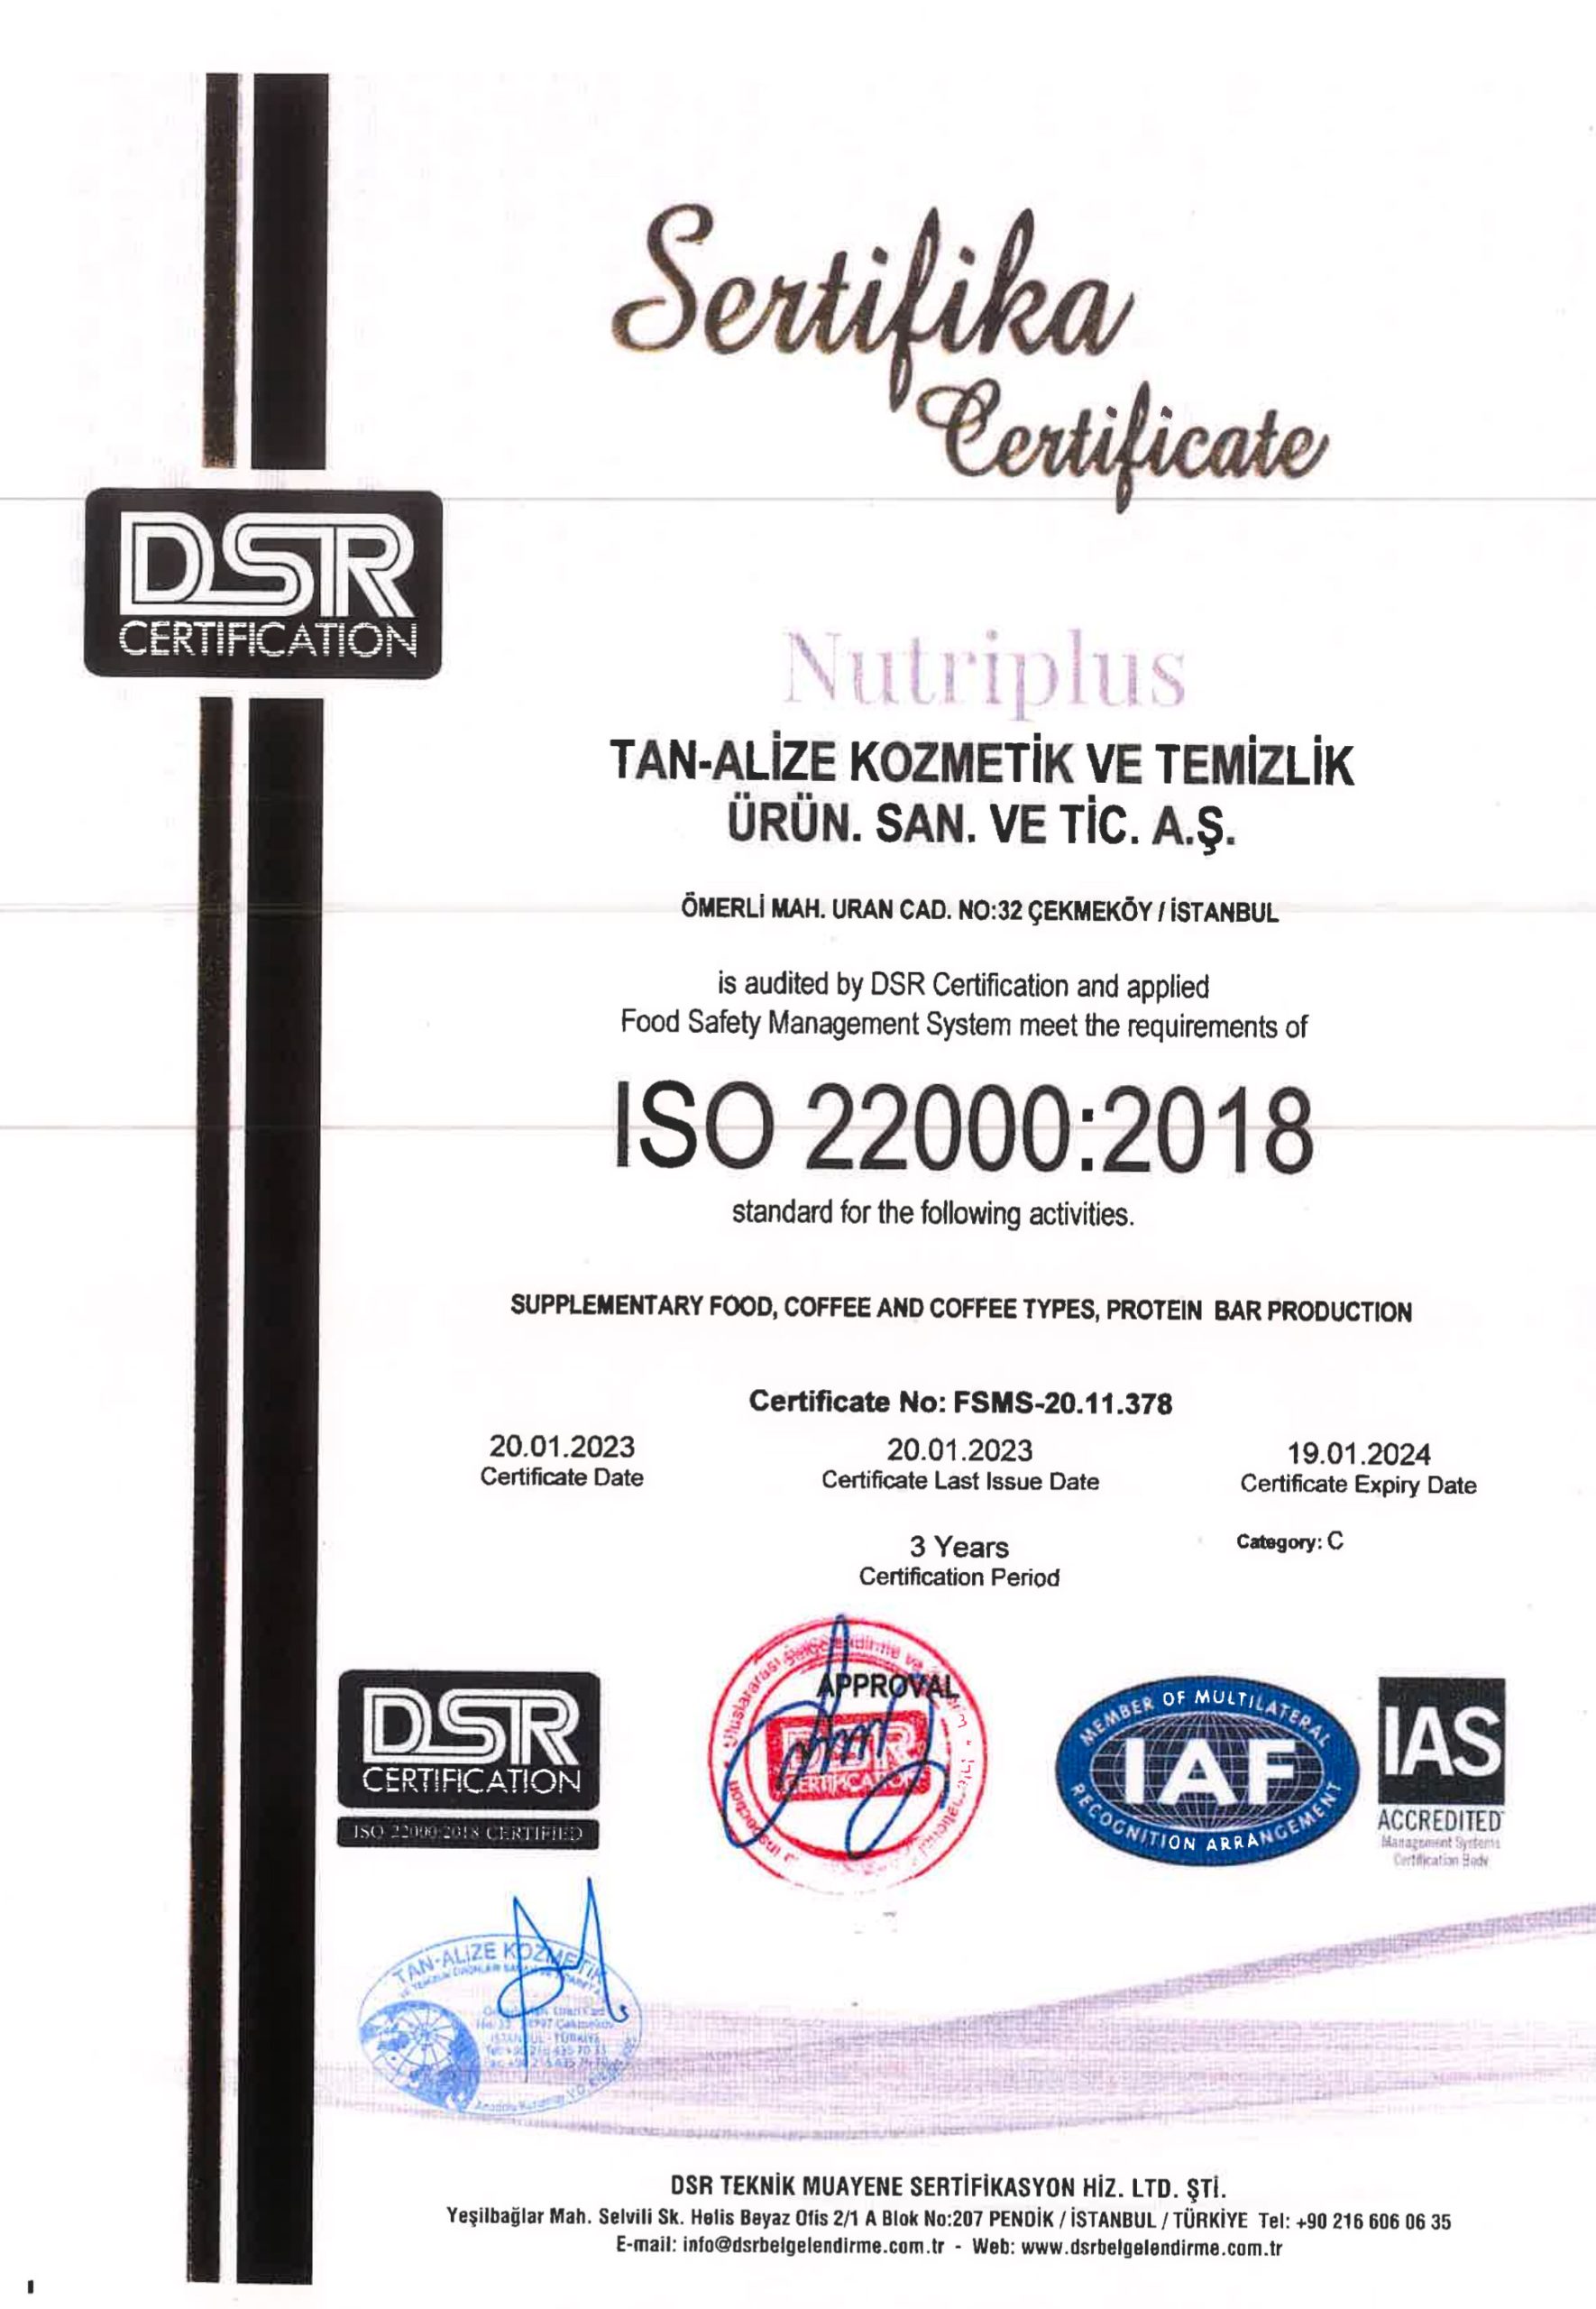 Sertifika
Certificate
DSR
CERTIFICATION
Nutriplus
TAN-ALİZE KOZMETİK VE TEMİZLİK
ÜRÜN. SAN. VE TİC. A.Ş.
ÖMERLİ MAH. URAN CAD. NO:32 ÇEKMEKÖY / İSTANBUL
is audited by DSR Certification and applied
Food Safety Management System meet the requirements of
ISO 22000:2018
standard for the following activities.
SUPPLEMENTARY FOOD, COFFEE AND COFFEE TYPES, PROTEIN BAR PRODUCTION
Certificate No: FSMS-20.11.378
20.01.2023
Certificate Date
20.01.2023
Certificate Last Issue Date
19.01.2024
Certificate Expiry Date
3 Years
Certification Period
Category: C
DSR
CERTIFICATION
ISO 22000:2018 CERTIFIED
Uluslararası
APPROVAL
DSR
CERTIFICATION
MEMBER OF MULTILATERAL
IAF
RECOGNITION ARRANGEMENT
IAS
ACCREDITED
Management Systems
Certification Body
TAN-ALİZE KOZMETİK
DSR TEKNİK MUAYENE SERTİFİKASYON HİZ. LTD. ŞTİ.
Yeşilbağlar Mah. Selvili Sk. Helis Beyaz Ofis 2/1 A Blok No:207 PENDİK / İSTANBUL / TÜRKİYE Tel: +90 216 606 06 35
E-mail: info@dsrbelgelendirme.com.tr - Web: www.dsrbelgelendirme.com.tr